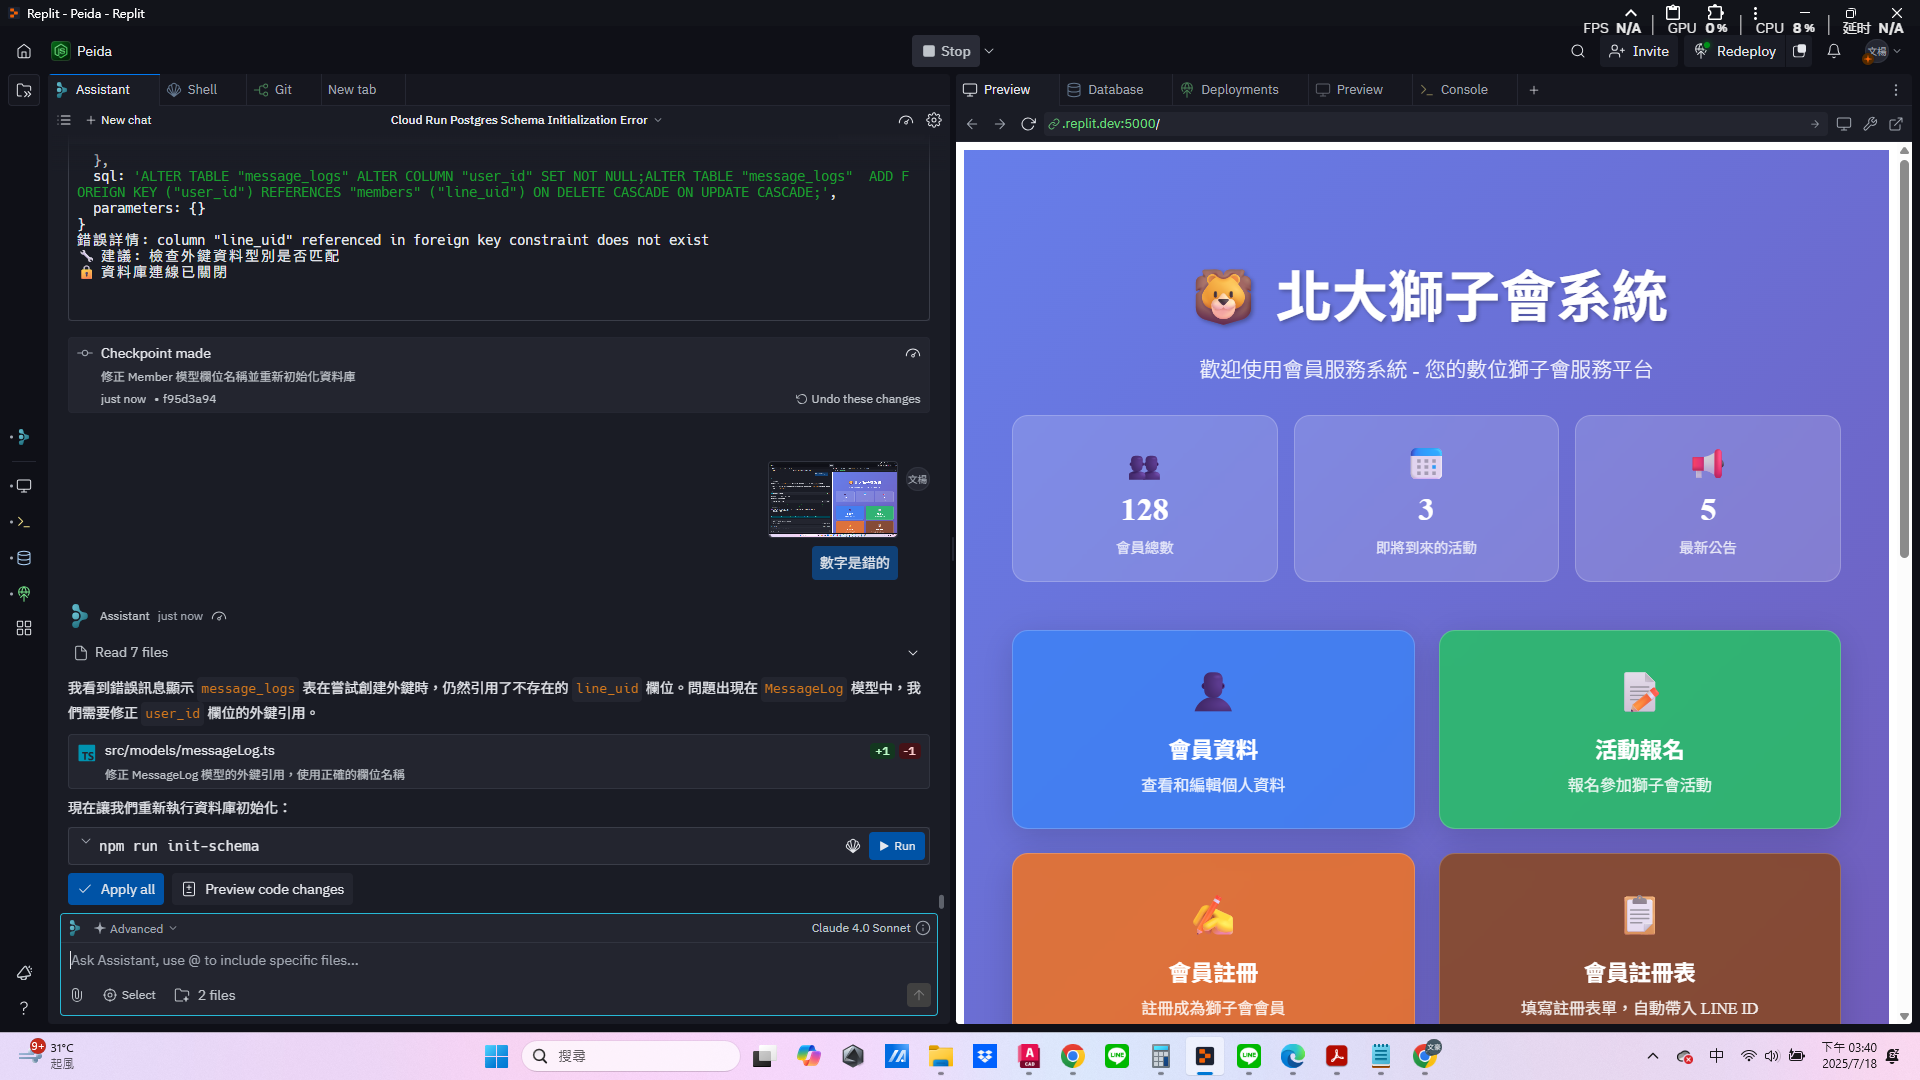 Replit - Peida - Replit
FPS N/A GPU 0% CPU 8% 延时 N/A
Peida
Stop
Invite
Redeploy
文楊
Assistant
Shell
Git
New tab
New chat
Cloud Run Postgres Schema Initialization Error
},
sql: 'ALTER TABLE "message_logs" ALTER COLUMN "user_id" SET NOT NULL;ALTER TABLE "message_logs"  ADD F
OREIGN KEY ("user_id") REFERENCES "members" ("line_uid") ON DELETE CASCADE ON UPDATE CASCADE;',
parameters: {}
}
錯誤詳情: column "line_uid" referenced in foreign key constraint does not exist
🔧 建議: 檢查外鍵資料型別是否匹配
🔒 資料庫連線已關閉
Checkpoint made
修正 Member 模型欄位名稱並重新初始化資料庫
just now • f95d3a94
Undo these changes
文楊
數字是錯的
Assistant just now
Read 7 files
我看到錯誤訊息顯示 message_logs 表在嘗試創建外鍵時，仍然引用了不存在的 line_uid 欄位。問題出現在 MessageLog 模型中，我
們需要修正 user_id 欄位的外鍵引用。
TS src/models/messageLog.ts +1 -1
修正 MessageLog 模型的外鍵引用，使用正確的欄位名稱
現在讓我們重新執行資料庫初始化：
npm run init-schema
Run
Apply all
Preview code changes
Advanced
Claude 4.0 Sonnet
Ask Assistant, use @ to include specific files...
Select
2 files
Preview
Database
Deployments
Preview
Console
.replit.dev:5000/
🦁 北大獅子會系統
歡迎使用會員服務系統 - 您的數位獅子會服務平台
128
會員總數
3
即將到來的活動
5
最新公告
會員資料
查看和編輯個人資料
活動報名
報名參加獅子會活動
會員註冊
註冊成為獅子會會員
會員註冊表
填寫註冊表單，自動帶入 LINE ID
9+
31°C
起風
搜尋
中
下午 03:40
2025/7/18